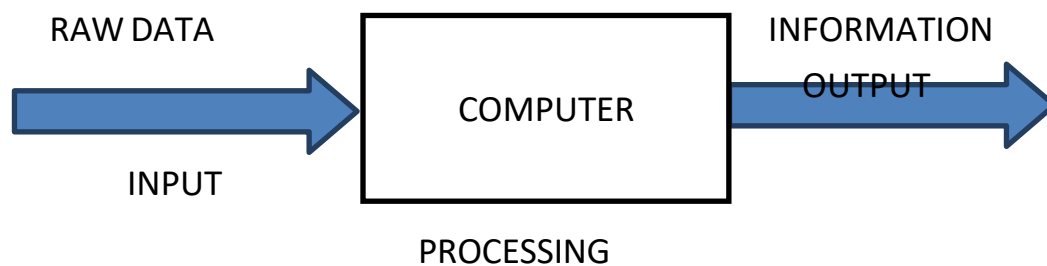 RAW DATA
INPUT
COMPUTER
PROCESSING
INFORMATION
OUTPUT